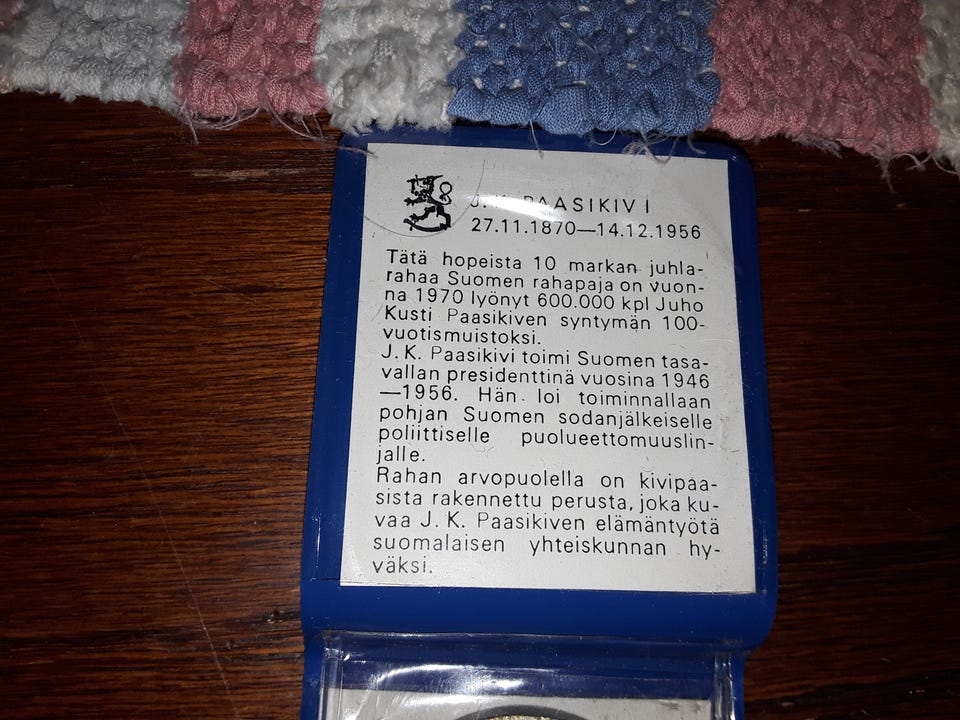 J. K. PAASIKIVI
27.11.1870—14.12.1956
Tätä hopeista 10 markan juhla-
rahaa Suomen rahapaja on vuon-
na 1970 lyönyt 600.000 kpl Juho
Kusti Paasikiven syntymän 100-
vuotismuistoksi.
J. K. Paasikivi toimi Suomen tasa-
vallan presidenttinä vuosina 1946
—1956. Hän loi toiminnallaan
pohjan Suomen sodanjälkeiselle
poliittiselle puolueettomuuslin-
jalle.
Rahan arvopuolella on kivipaa-
sista rakennettu perusta, joka ku-
vaa J. K. Paasikiven elämäntyötä
suomalaisen yhteiskunnan hy-
väksi.